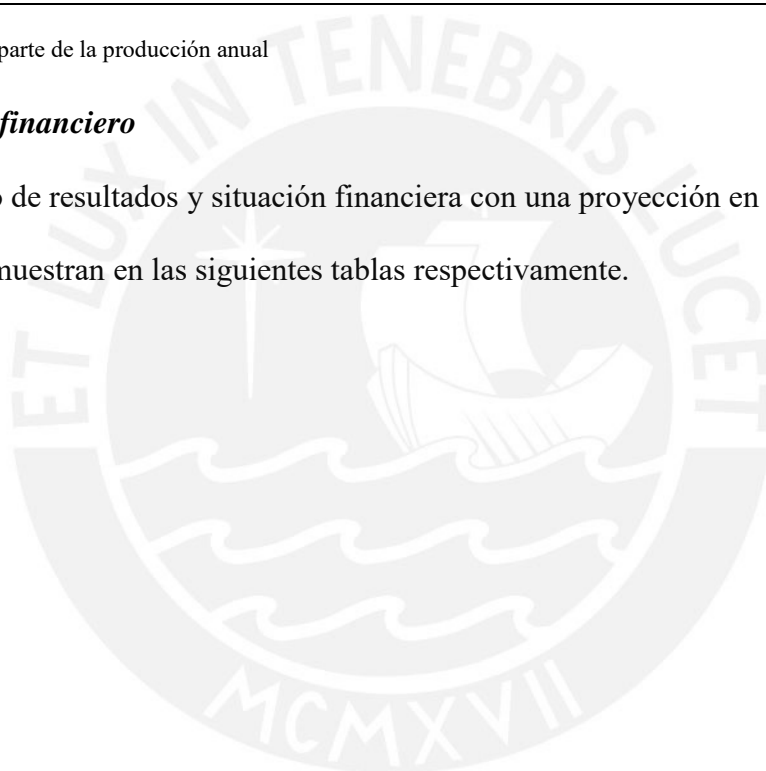 parte de la producción anual
financiero
o de resultados y situación financiera con una proyección en
muestran en las siguientes tablas respectivamente.
ET LUX IN TENEBRIS LUCET
MCMXVII